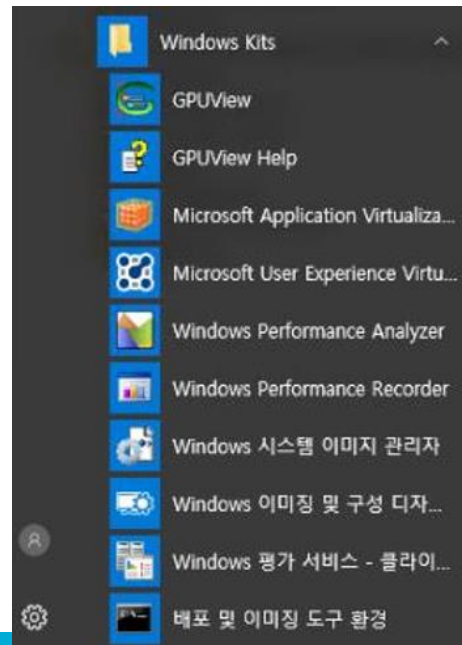 Windows Kits
GPUView
GPUView Help
Microsoft Application Virtualiza...
Microsoft User Experience Virtu...
Windows Performance Analyzer
Windows Performance Recorder
Windows 시스템 이미지 관리자
Windows 이미징 및 구성 디자...
Windows 평가 서비스 - 클라이...
배포 및 이미징 도구 환경